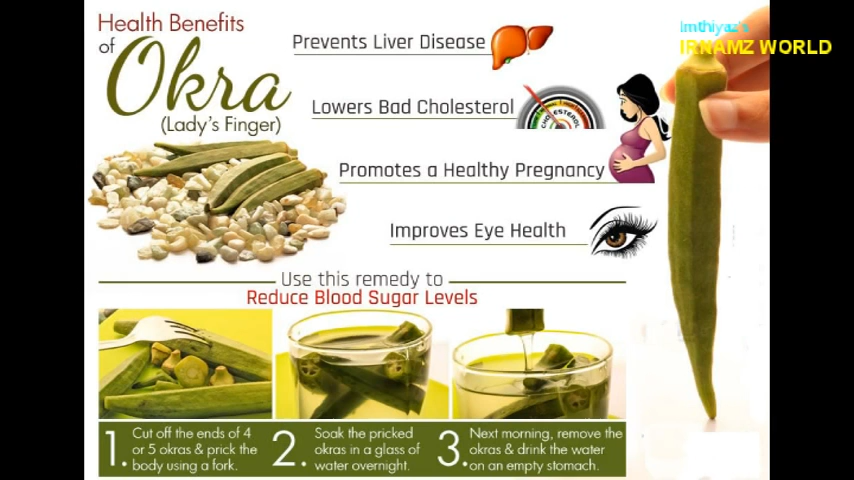 Health Benefits
of
Okra
(Lady's Finger)
Prevents Liver Disease
Lowers Bad Cholesterol
CHOLESTEROL
Promotes a Healthy Pregnancy
Improves Eye Health
Imthiyaz's
IRNAMZ WORLD
Use this remedy to
Reduce Blood Sugar Levels
1. Cut off the ends of 4
or 5 okras & prick the
body using a fork.
2. Soak the pricked
okras in a glass of
water overnight.
3. Next morning, remove the
okras & drink the water
on an empty stomach.